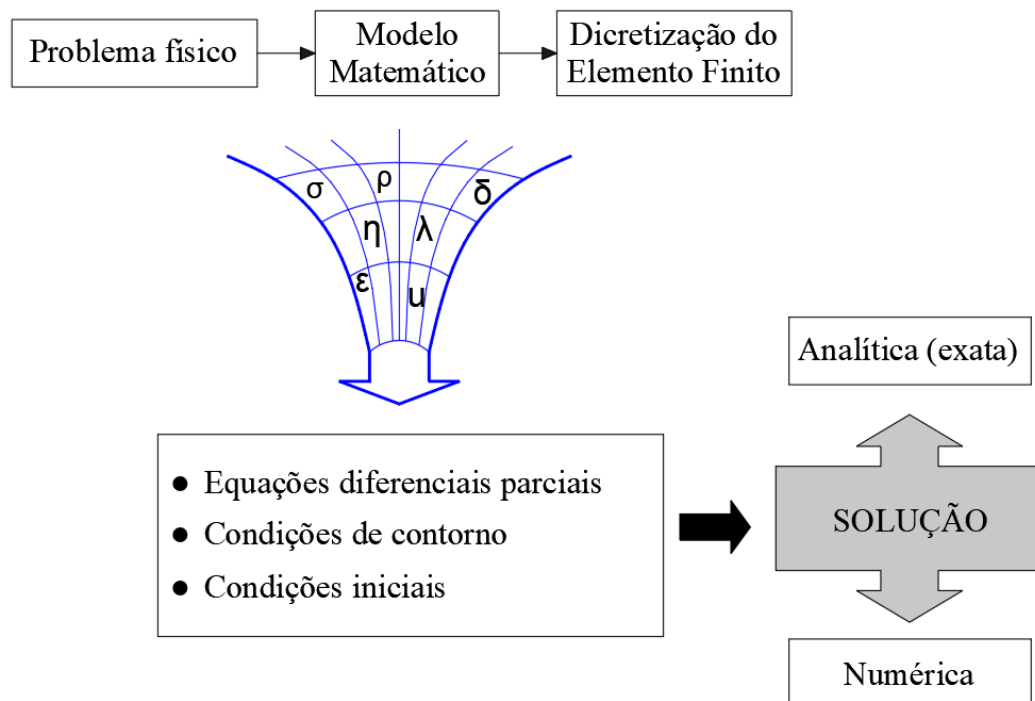 Problema físico
Modelo
Matemático
Dicretização do
Elemento Finito
σ
ρ
δ
η
λ
ε
u
● Equações diferenciais parciais
● Condições de contorno
● Condições iniciais
Analítica (exata)
SOLUÇÃO
Numérica